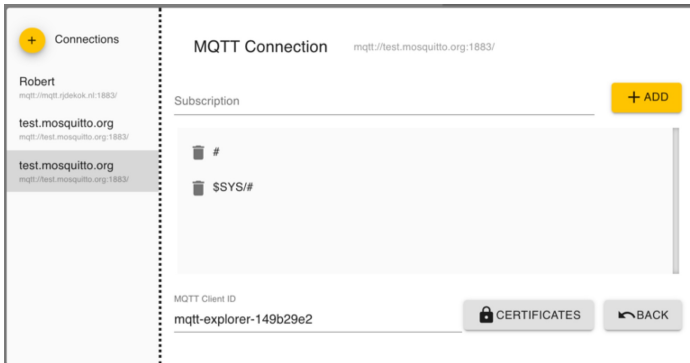 + Connections
Robert
mqtt://mqtt.rjdekok.nl:1883/
test.mosquitto.org
mqtt://test.mosquitto.org:1883/
test.mosquitto.org
mqtt://test.mosquitto.org:1883/
MQTT Connection mqtt://test.mosquitto.org:1883/
Subscription
+ ADD
#
$SYS/#
MQTT Client ID
mqtt-explorer-149b29e2
CERTIFICATES
BACK